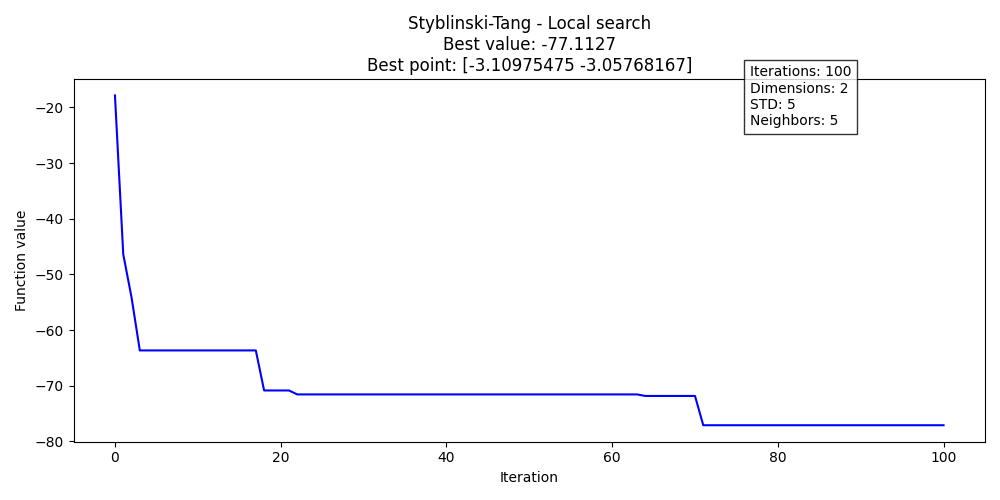 Styblinski-Tang - Local search
Best value: -77.1127
Best point: [-3.10975475 -3.05768167]
Iterations: 100
Dimensions: 2
STD: 5
Neighbors: 5
Function value
−20
−30
−40
−50
−60
−70
−80
0
20
40
60
80
100
Iteration